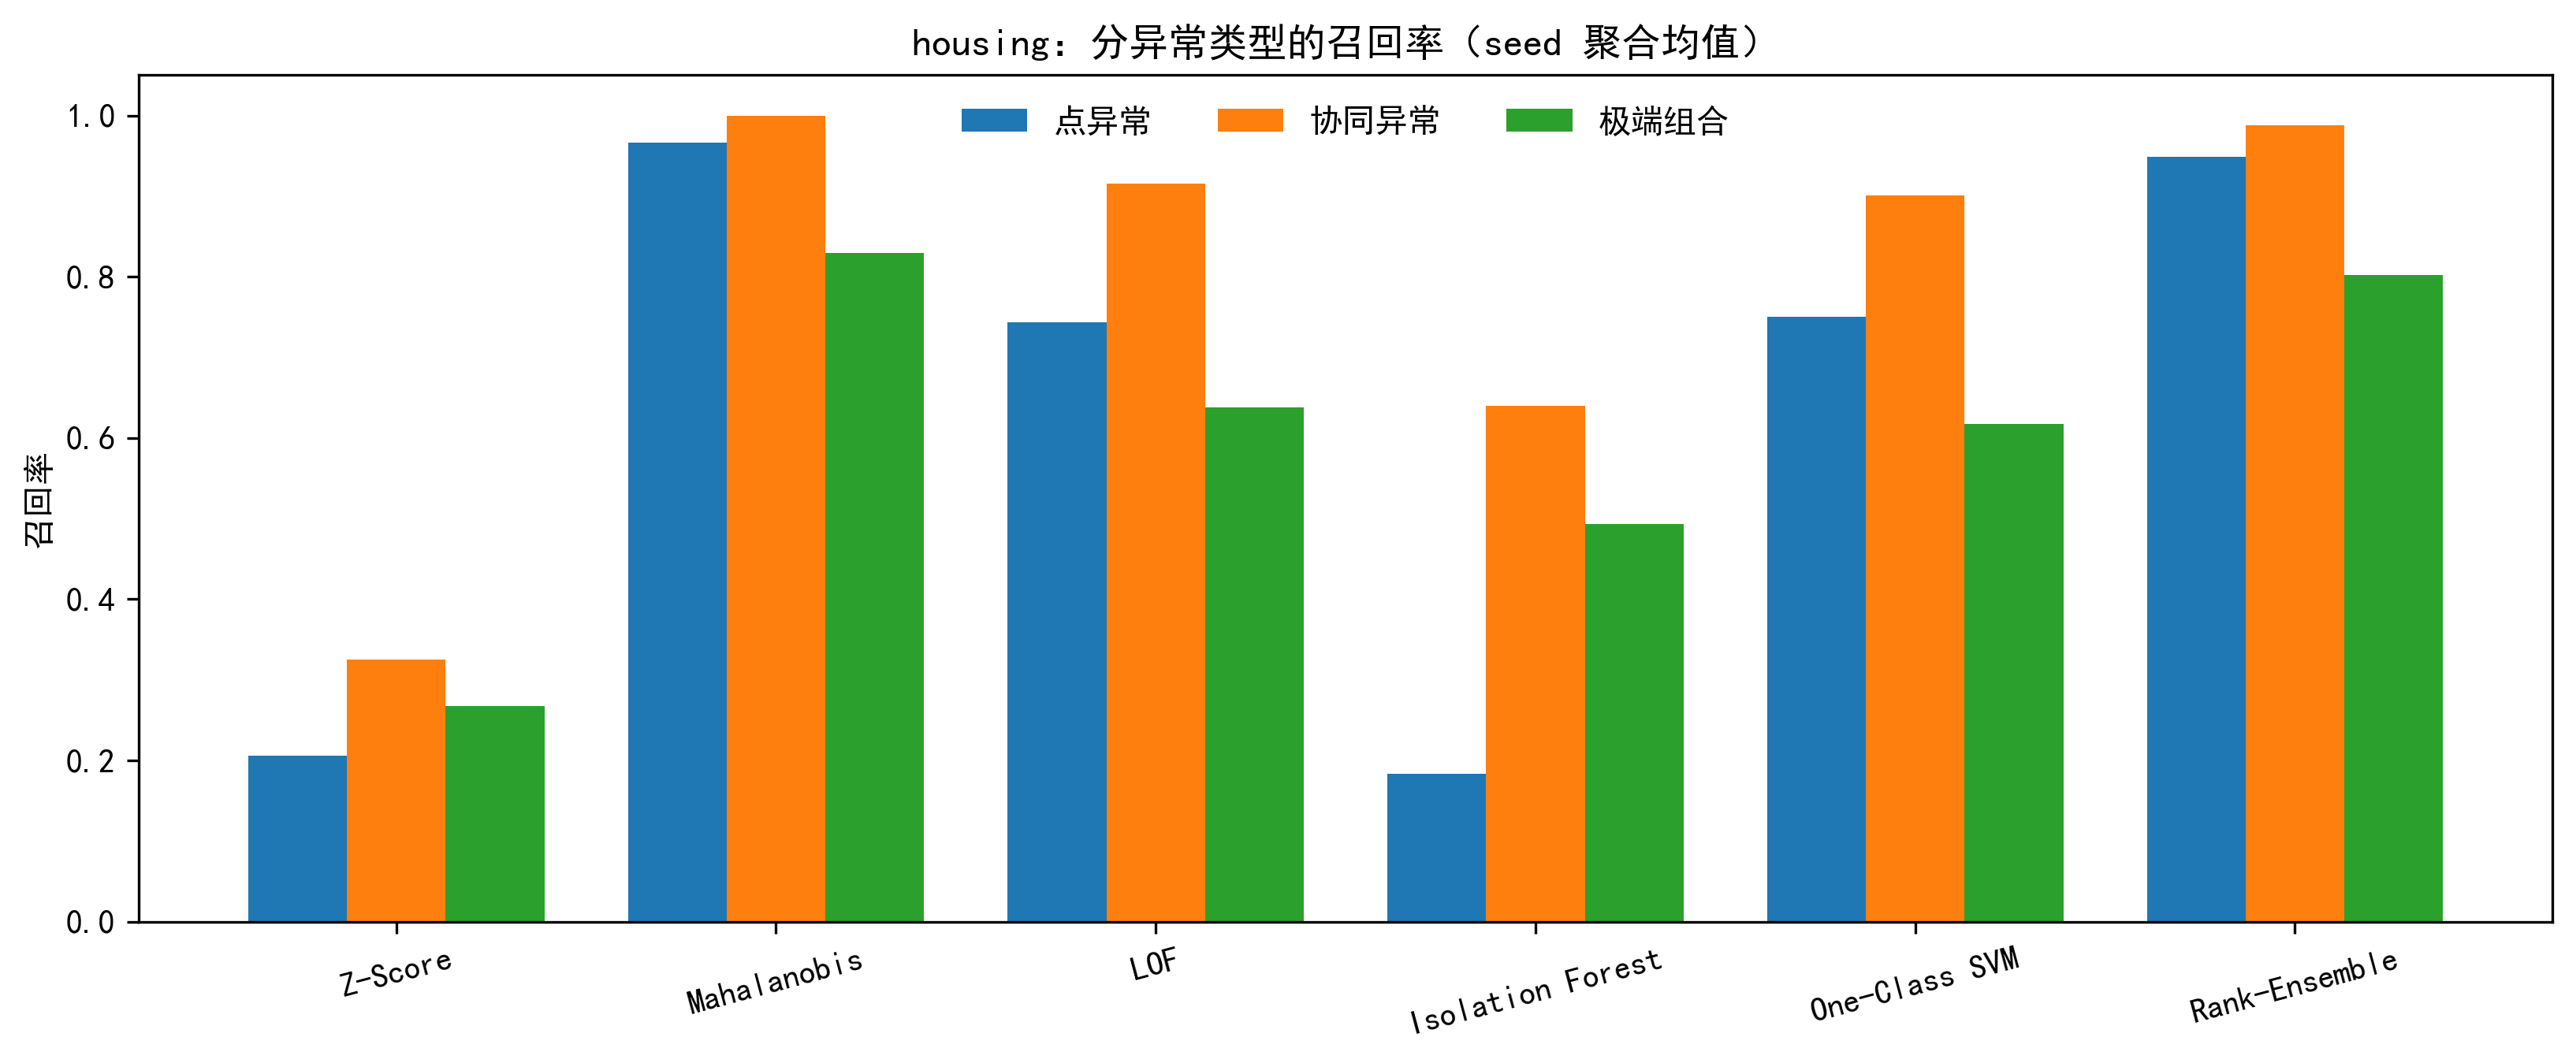 housing：分异常类型的召回率（seed 聚合均值）
点异常 协同异常 极端组合
召回率
1.0
0.8
0.6
0.4
0.2
0.0
Z-Score Mahalanobis LOF Isolation Forest One-Class SVM Rank-Ensemble